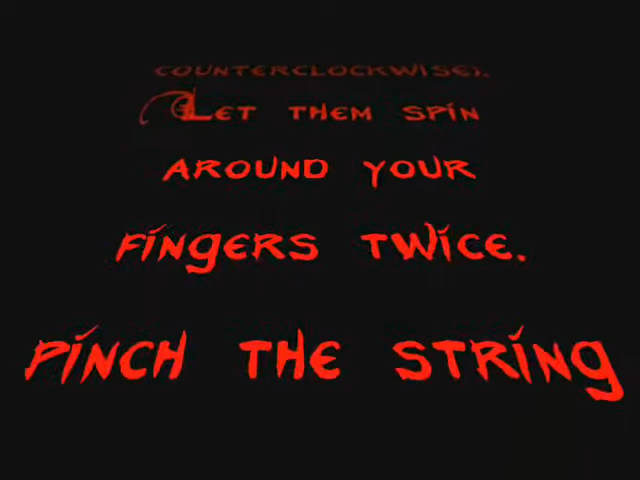 COUNTERCLOCKWISE).
LET THEM SPIN
AROUND YOUR
FINGERS TWICE.
PINCH THE STRING